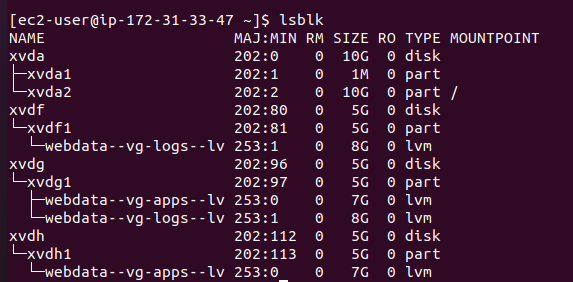 [ec2-user@ip-172-31-33-47 ~]$ lsblk
NAME                      MAJ:MIN RM SIZE RO TYPE MOUNTPOINT
xvda                      202:0    0  10G  0 disk
├─xvda1                   202:1    0   1M  0 part
└─xvda2                   202:2    0  10G  0 part /
xvdf                      202:80   0   5G  0 disk
└─xvdf1                   202:81   0   5G  0 part
  └─webdata--vg-logs--lv 253:1    0   8G  0 lvm
xvdg                      202:96   0   5G  0 disk
└─xvdg1                   202:97   0   5G  0 part
  ├─webdata--vg-apps--lv 253:0    0   7G  0 lvm
  └─webdata--vg-logs--lv 253:1    0   8G  0 lvm
xvdh                      202:112  0   5G  0 disk
└─xvdh1                   202:113  0   5G  0 part
  └─webdata--vg-apps--lv 253:0    0   7G  0 lvm